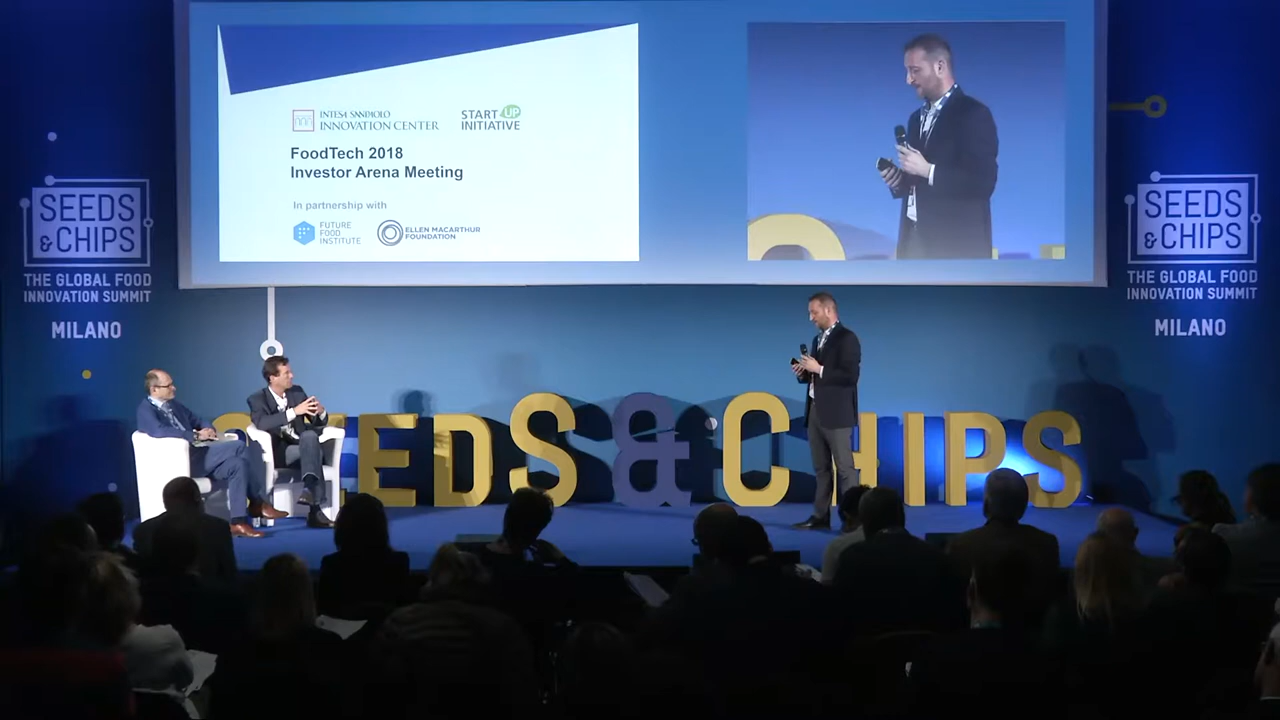 INTESA SANPAOLO
INNOVATION CENTER
START UP
INITIATIVE
FoodTech 2018
Investor Arena Meeting
In partnership with
FUTURE
FOOD
INSTITUTE
ELLEN MACARTHUR
FOUNDATION
SEEDS
& CHIPS
THE GLOBAL FOOD
INNOVATION SUMMIT
MILANO
SEEDS
& CHIPS
THE GLOBAL FOOD
INNOVATION SUMMIT
MILANO
SEEDS & CHIPS